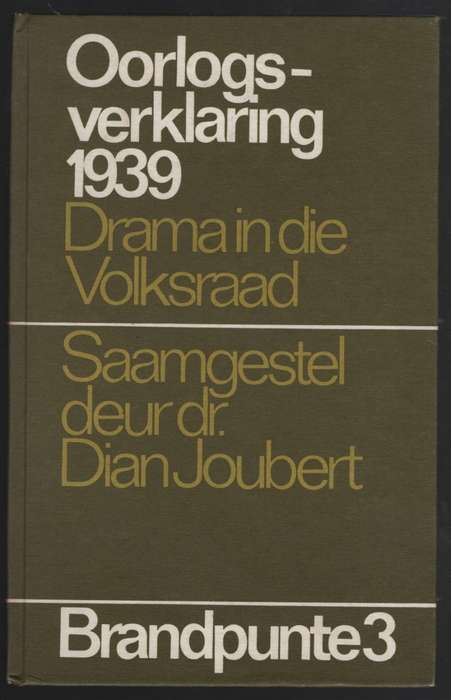 Oorlogs-
verklaring
1939
Drama in die
Volksraad
Saamgestel
deur dr.
Dian Joubert
Brandpunte 3